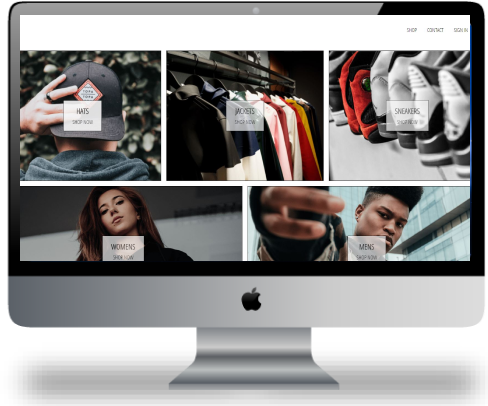 SHOP CONTACT SIGN IN
HATS
SHOP NOW
JACKETS
SHOP NOW
SNEAKERS
SHOP NOW
WOMENS
SHOP NOW
MENS
SHOP NOW